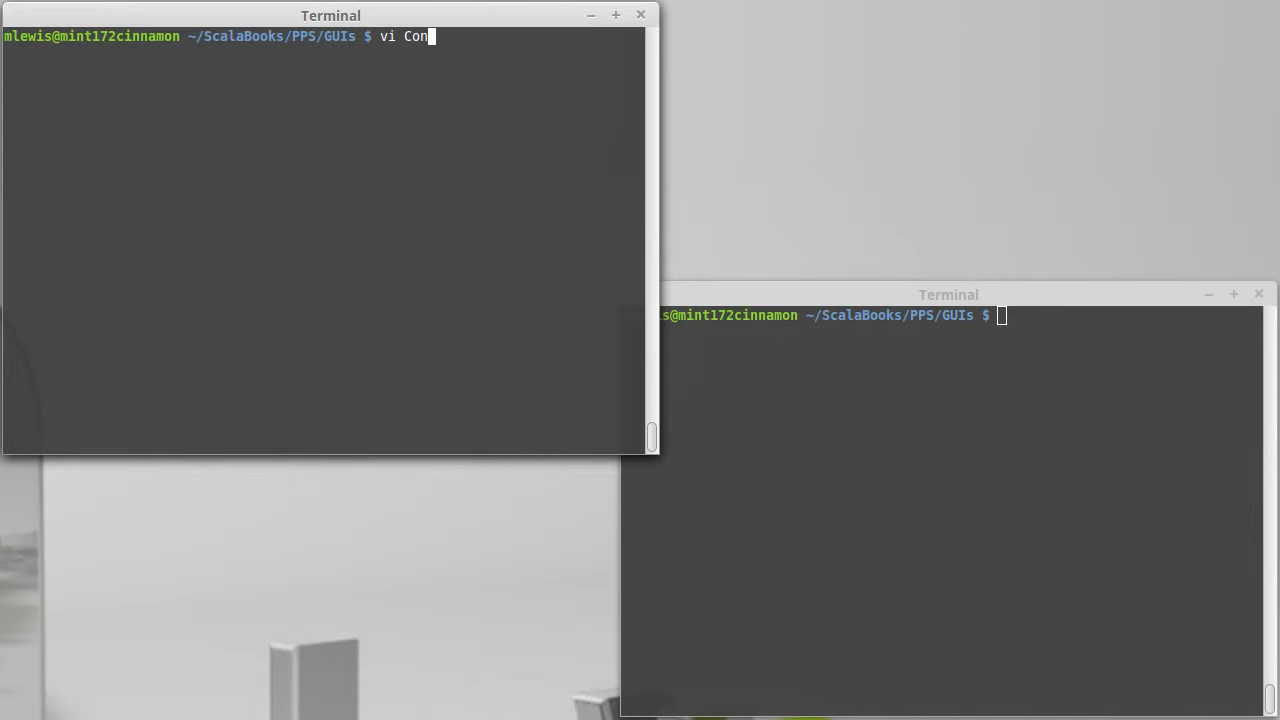 Terminal
mlewis@mint172cinnamon ~/ScalaBooks/PPS/GUIs $ vi Con
Terminal
s@mint172cinnamon ~/ScalaBooks/PPS/GUIs $